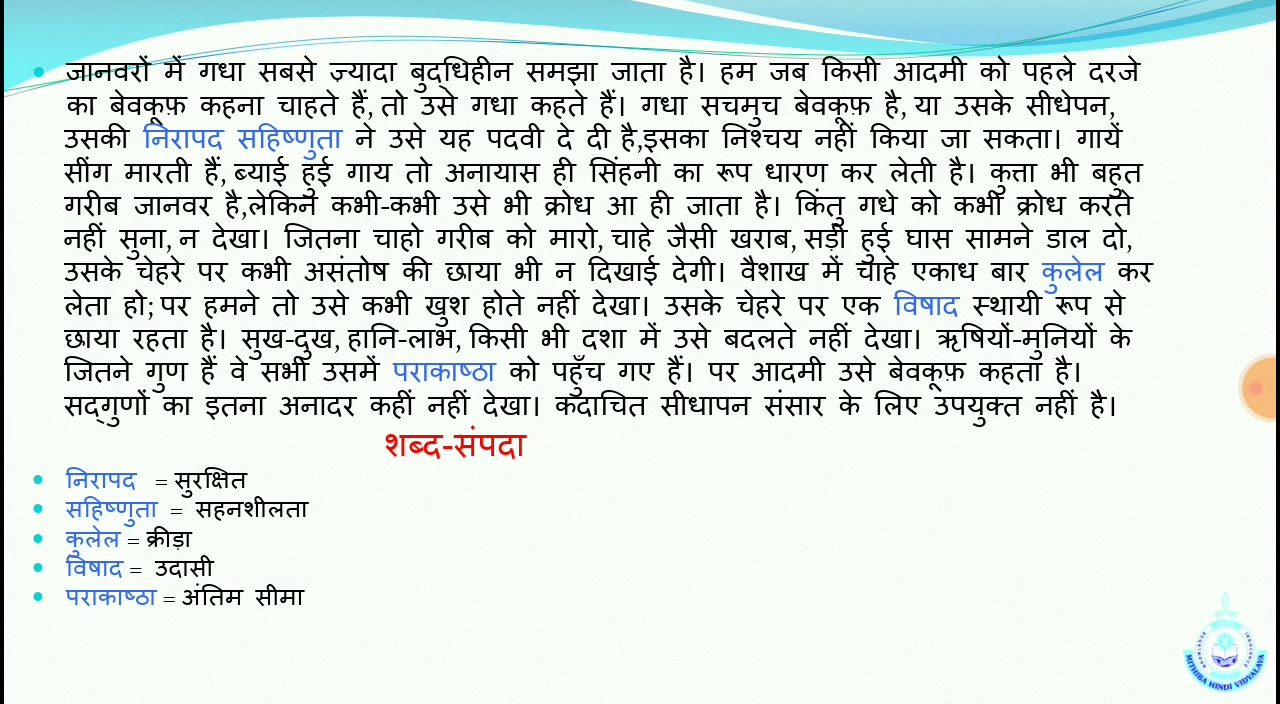 जानवरों में गधा सबसे ज़्यादा बुद्धिहीन समझा जाता है। हम जब किसी आदमी को पहले दरजे
का बेवकूफ़ कहना चाहते हैं, तो उसे गधा कहते हैं। गधा सचमुच बेवकूफ़ है, या उसके सीधेपन,
उसकी निरापद सहिष्णुता ने उसे यह पदवी दे दी है,इसका निश्चय नहीं किया जा सकता। गायें
सींग मारती हैं, ब्याई हुई गाय तो अनायास ही सिंहनी का रूप धारण कर लेती है। कुत्ता भी बहुत
गरीब जानवर है,लेकिन कभी-कभी उसे भी क्रोध आ ही जाता है। किंतु गधे को कभी क्रोध करते
नहीं सुना, न देखा। जितना चाहो गरीब को मारो, चाहे जैसी खराब, सड़ी हुई घास सामने डाल दो,
उसके चेहरे पर कभी असंतोष की छाया भी न दिखाई देगी। वैशाख में चाहे एकाध बार कुलेल कर
लेता हो; पर हमने तो उसे कभी खुश होते नहीं देखा। उसके चेहरे पर एक विषाद स्थायी रूप से
छाया रहता है। सुख-दुख, हानि-लाभ, किसी भी दशा में उसे बदलते नहीं देखा। ऋषियों-मुनियों के
जितने गुण हैं वे सभी उसमें पराकाष्ठा को पहुँच गए हैं। पर आदमी उसे बेवकूफ़ कहता है।
सद्गुणों का इतना अनादर कहीं नहीं देखा। कदाचित सीधापन संसार के लिए उपयुक्त नहीं है।
शब्द-संपदा
निरापद = सुरक्षित
सहिष्णुता = सहनशीलता
कुलेल = क्रीड़ा
विषाद = उदासी
पराकाष्ठा = अंतिम सीमा
MITHIBA HINDI VIDYALAYA